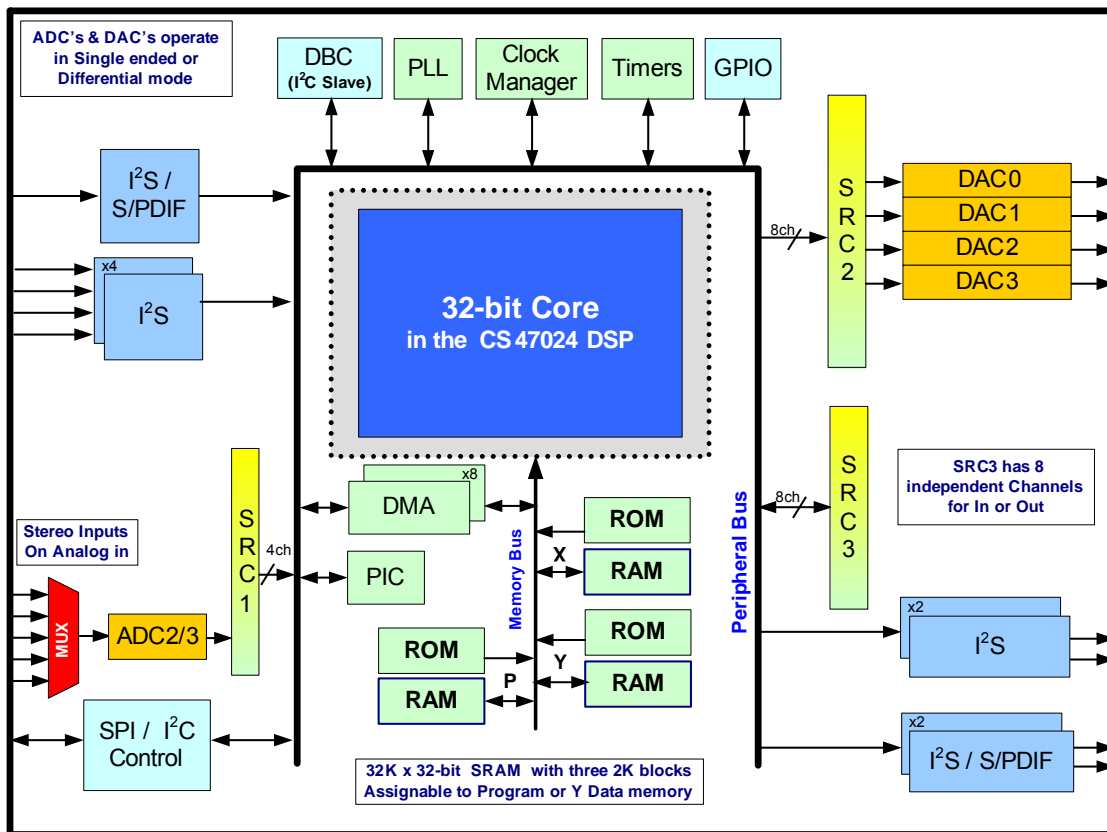 ADC's & DAC's operate
in Single ended or
Differential mode
DBC
(I²C Slave)
PLL
Clock
Manager
Timers
GPIO
I²S /
S/PDIF
x4
I²S
32-bit Core
in the CS47024 DSP
8ch
SRC2
DAC0
DAC1
DAC2
DAC3
x8
DMA
PIC
SRC1
4ch
Stereo Inputs
On Analog in
MUX
ADC2/3
SPI / I²C
Control
Memory Bus
ROM
X
RAM
ROM
Y
RAM
ROM
RAM
P
32K x 32-bit SRAM with three 2K blocks
Assignable to Program or Y Data memory
Peripheral Bus
8ch
SRC3
SRC3 has 8
independent Channels
for In or Out
x2
I²S
x2
I²S / S/PDIF